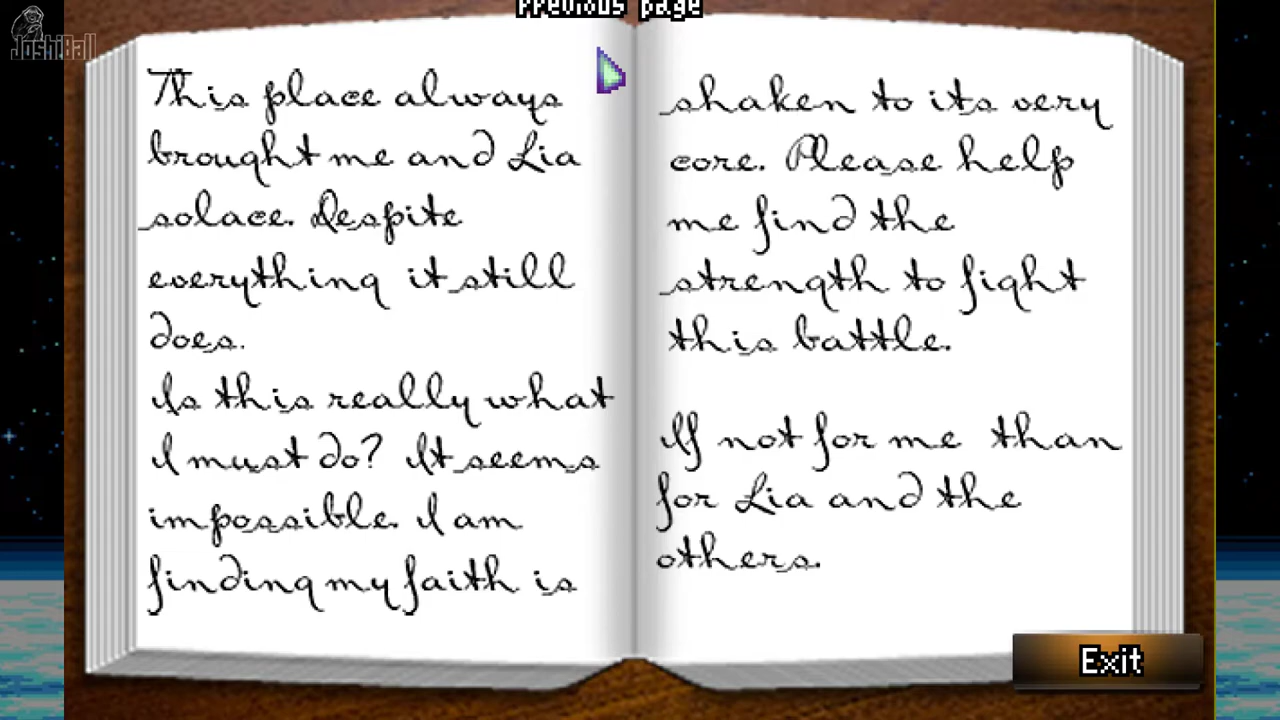 Previous page
JoshiBall
This place always
brought me and Lia
solace. Despite
everything it still
does.
Is this really what
I must do? It seems
impossible. I am
finding my faith is
shaken to its very
core. Please help
me find the
strength to fight
this battle.
If not for me than
for Lia and the
others.
Exit